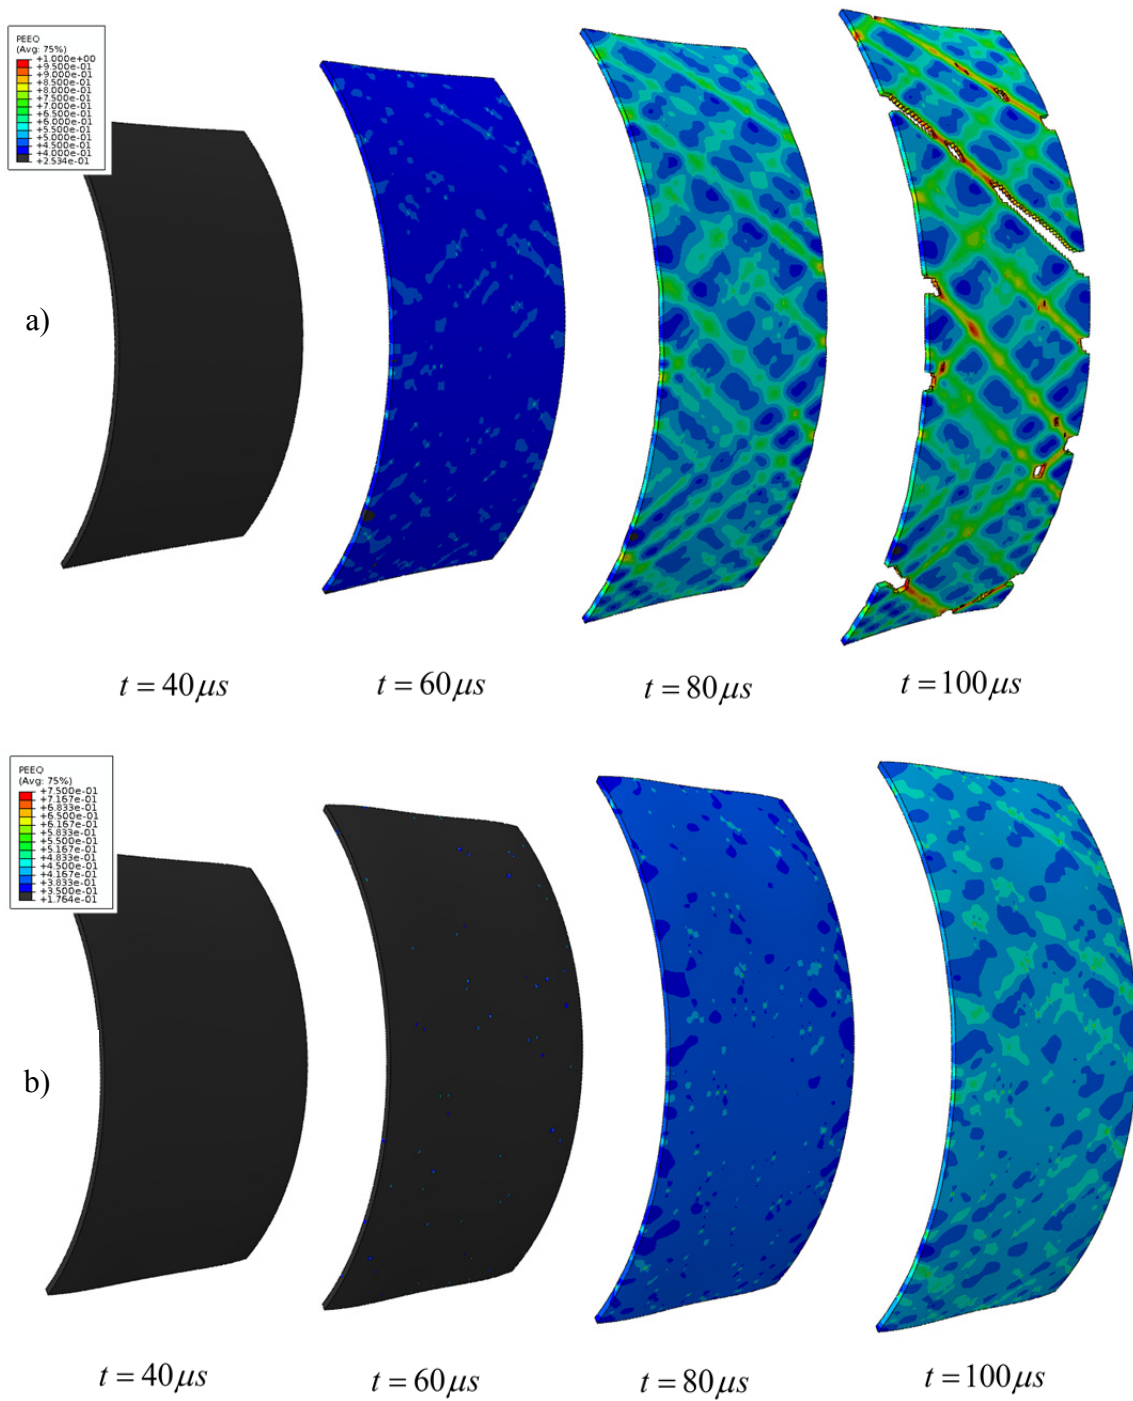 PEEQ
(Avg: 75%)
+1.000e+00
+9.500e-01
+9.000e-01
+8.500e-01
+8.000e-01
+7.500e-01
+7.000e-01
+6.500e-01
+6.000e-01
+5.500e-01
+5.000e-01
+4.500e-01
+4.000e-01
+2.534e-01
a)
t = 40μs t = 60μs t = 80μs t = 100μs
PEEQ
(Avg: 75%)
+7.500e-01
+7.167e-01
+6.833e-01
+6.500e-01
+6.167e-01
+5.833e-01
+5.500e-01
+5.167e-01
+4.833e-01
+4.500e-01
+4.167e-01
+3.833e-01
+3.500e-01
+1.764e-01
b)
t = 40μs t = 60μs t = 80μs t = 100μs